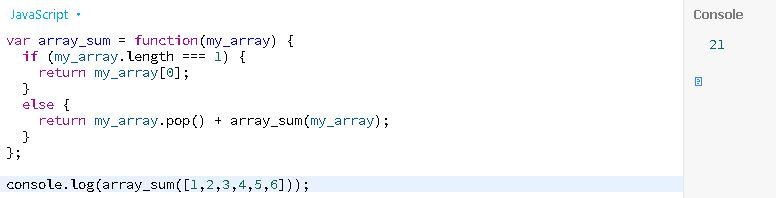 JavaScript
Console
var array_sum = function(my_array) {
21
if (my_array.length === 1) {
return my_array[0];
}
else {
return my_array.pop() + array_sum(my_array);
}
};
console.log(array_sum([1,2,3,4,5,6]));